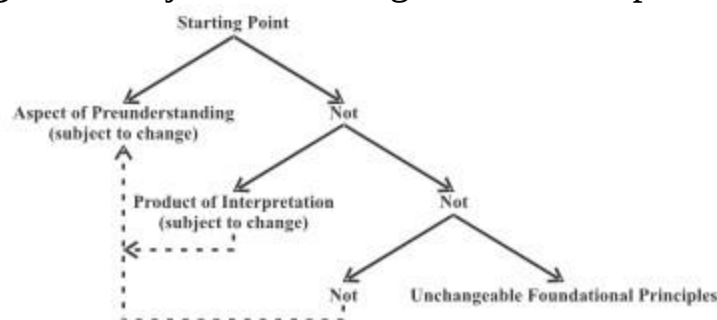 Starting Point
Aspect of Preunderstanding
(subject to change)
Not
Product of Interpretation
(subject to change)
Not
Not
Unchangeable Foundational Principles